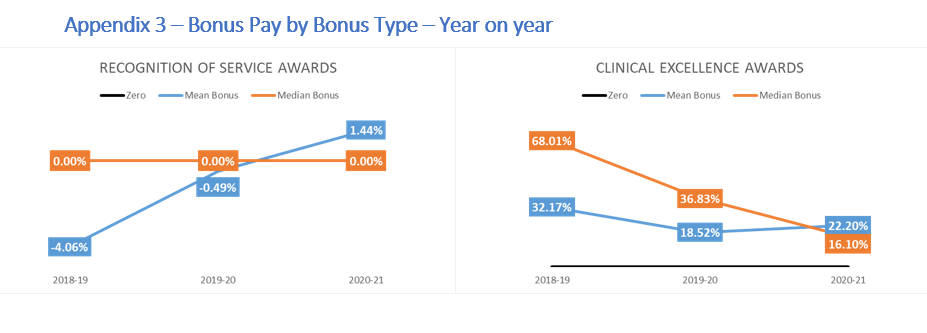 Appendix 3 – Bonus Pay by Bonus Type – Year on year
RECOGNITION OF SERVICE AWARDS
Zero Mean Bonus Median Bonus
1.44%
0.00% 0.00% 0.00%
-0.49%
-4.06%
2018-19 2019-20 2020-21
CLINICAL EXCELLENCE AWARDS
Zero Mean Bonus Median Bonus
68.01%
36.83%
32.17%
22.20%
18.52%
16.10%
2018-19 2019-20 2020-21